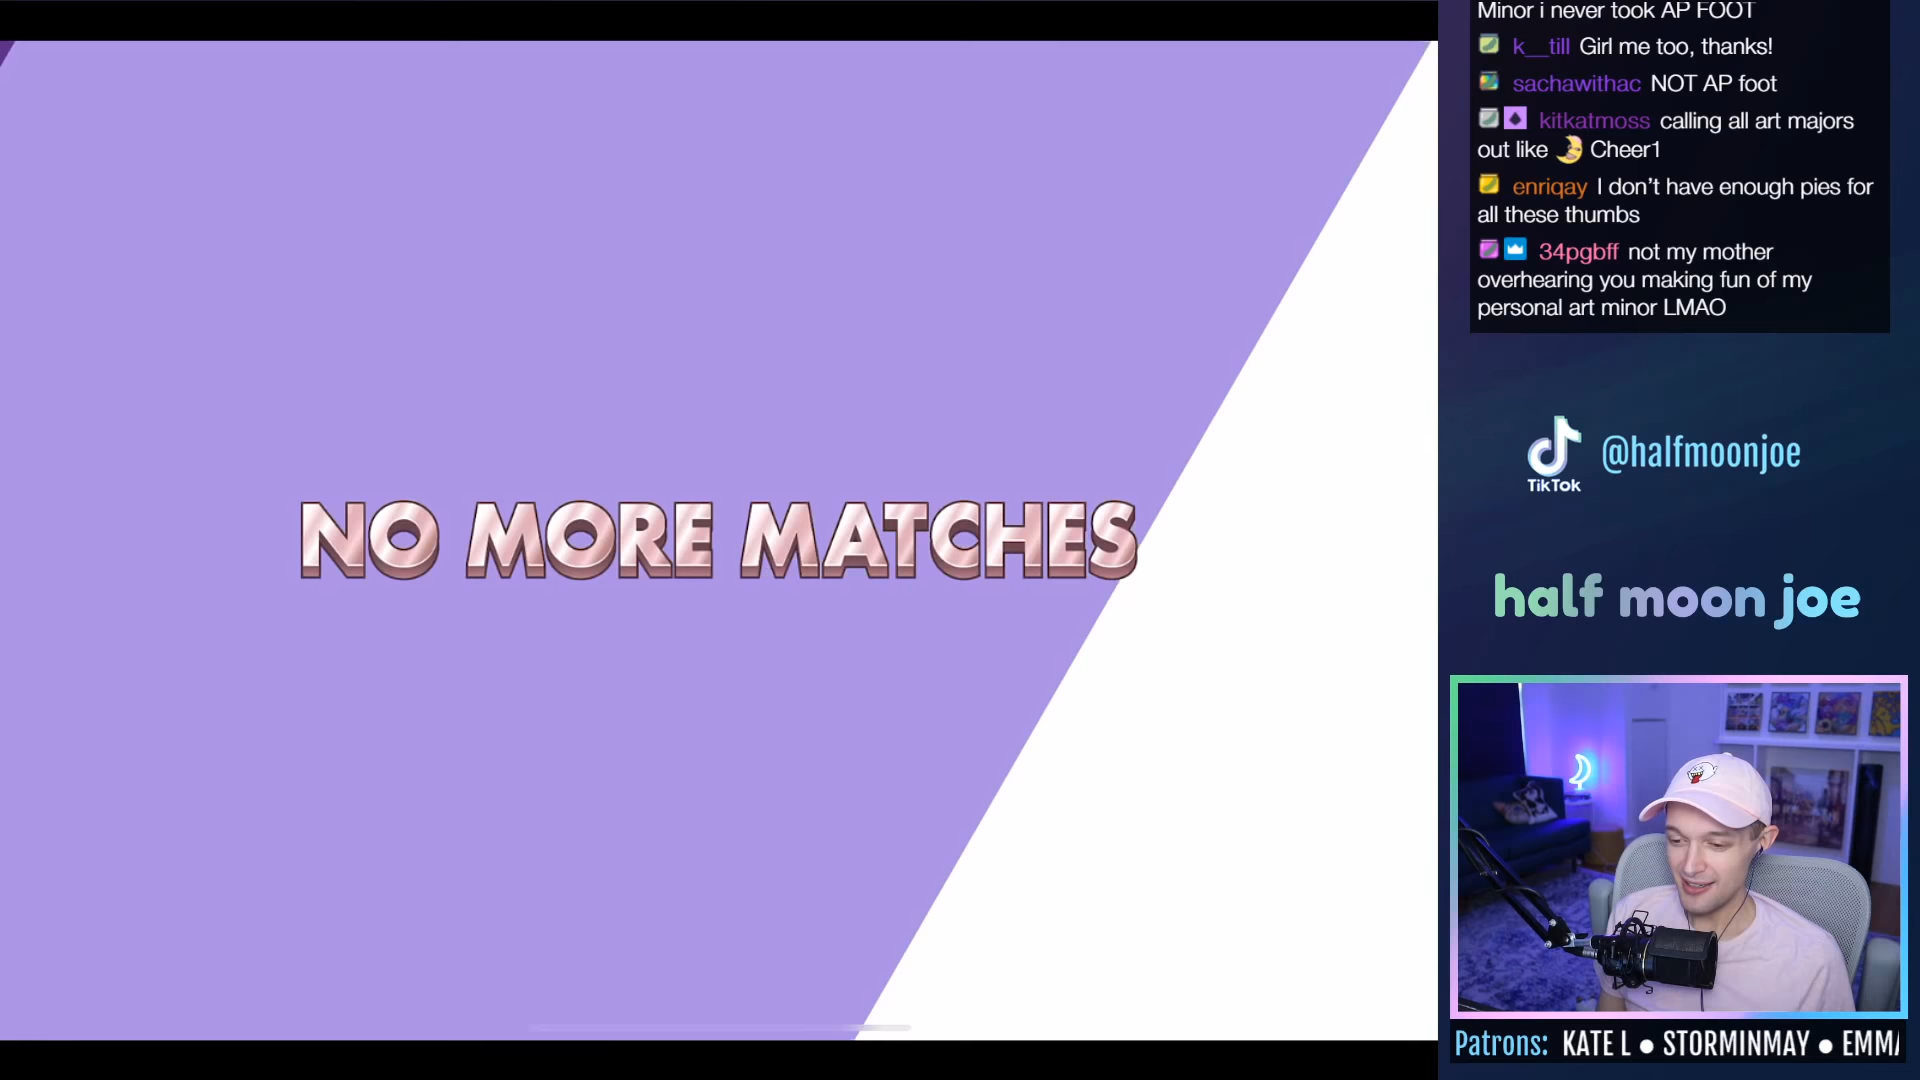 NO MORE MATCHES
Minor i never took AP FOOT
k__till Girl me too, thanks!
sachawithac NOT AP foot
kitkatmoss calling all art majors
out like Cheer1
enriqay I don't have enough pies for
all these thumbs
34pgbff not my mother
overhearing you making fun of my
personal art minor LMAO
TikTok
@halfmoonjoe
half moon joe
Patrons: KATE L ● STORMINMAY ● EMMA